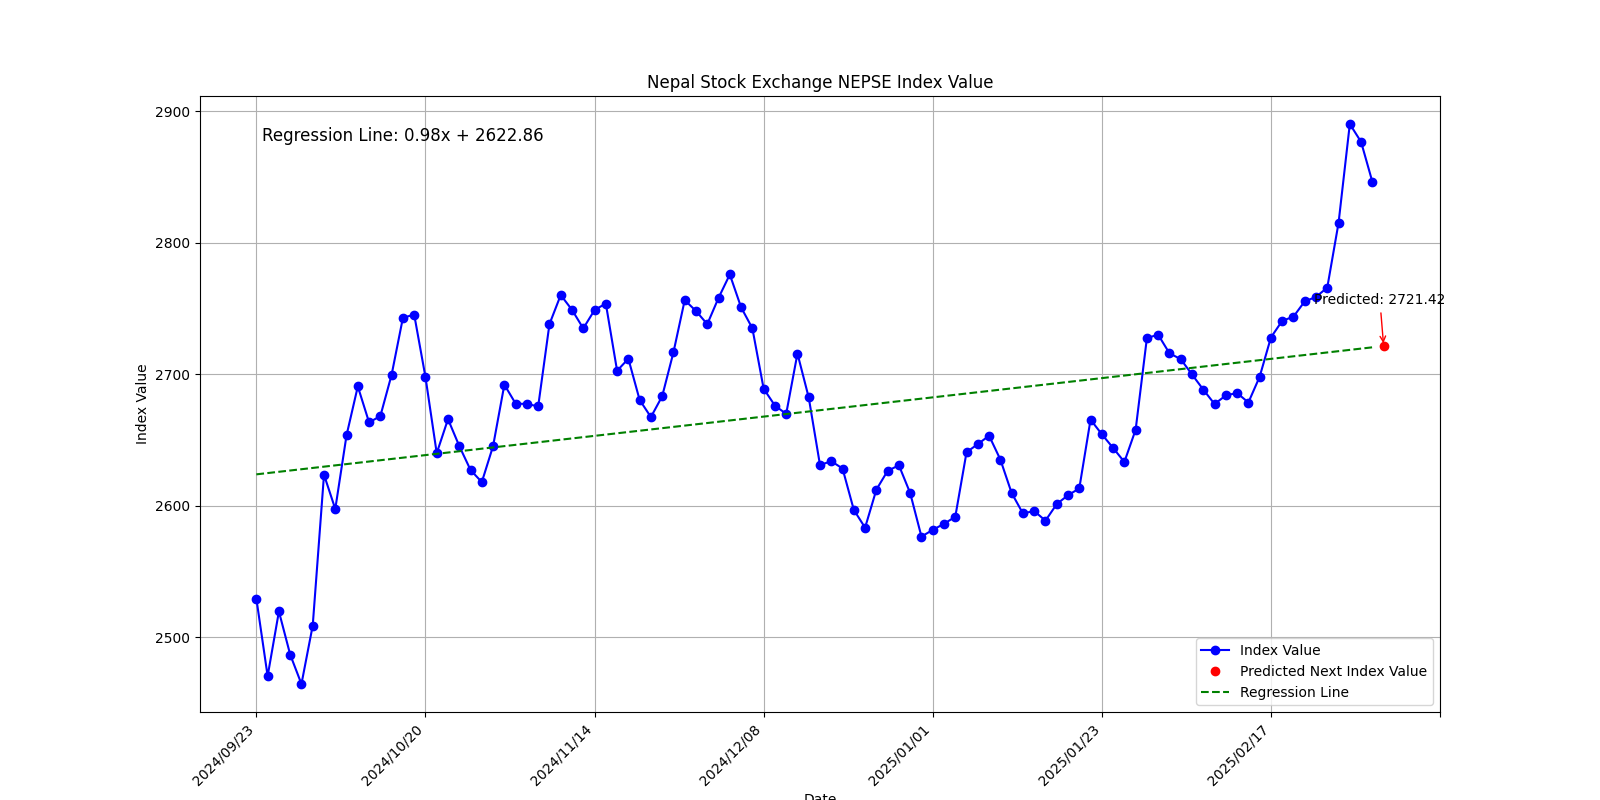 Nepal Stock Exchange NEPSE Index Value
2900
Regression Line: 0.98x + 2622.86
2800
Predicted: 2721.42
2700
Index Value
2600
2500
Index Value
Predicted Next Index Value
Regression Line
2024/09/23
2024/10/20
2024/11/14
2024/12/08
2025/01/01
2025/01/23
2025/02/17
Date